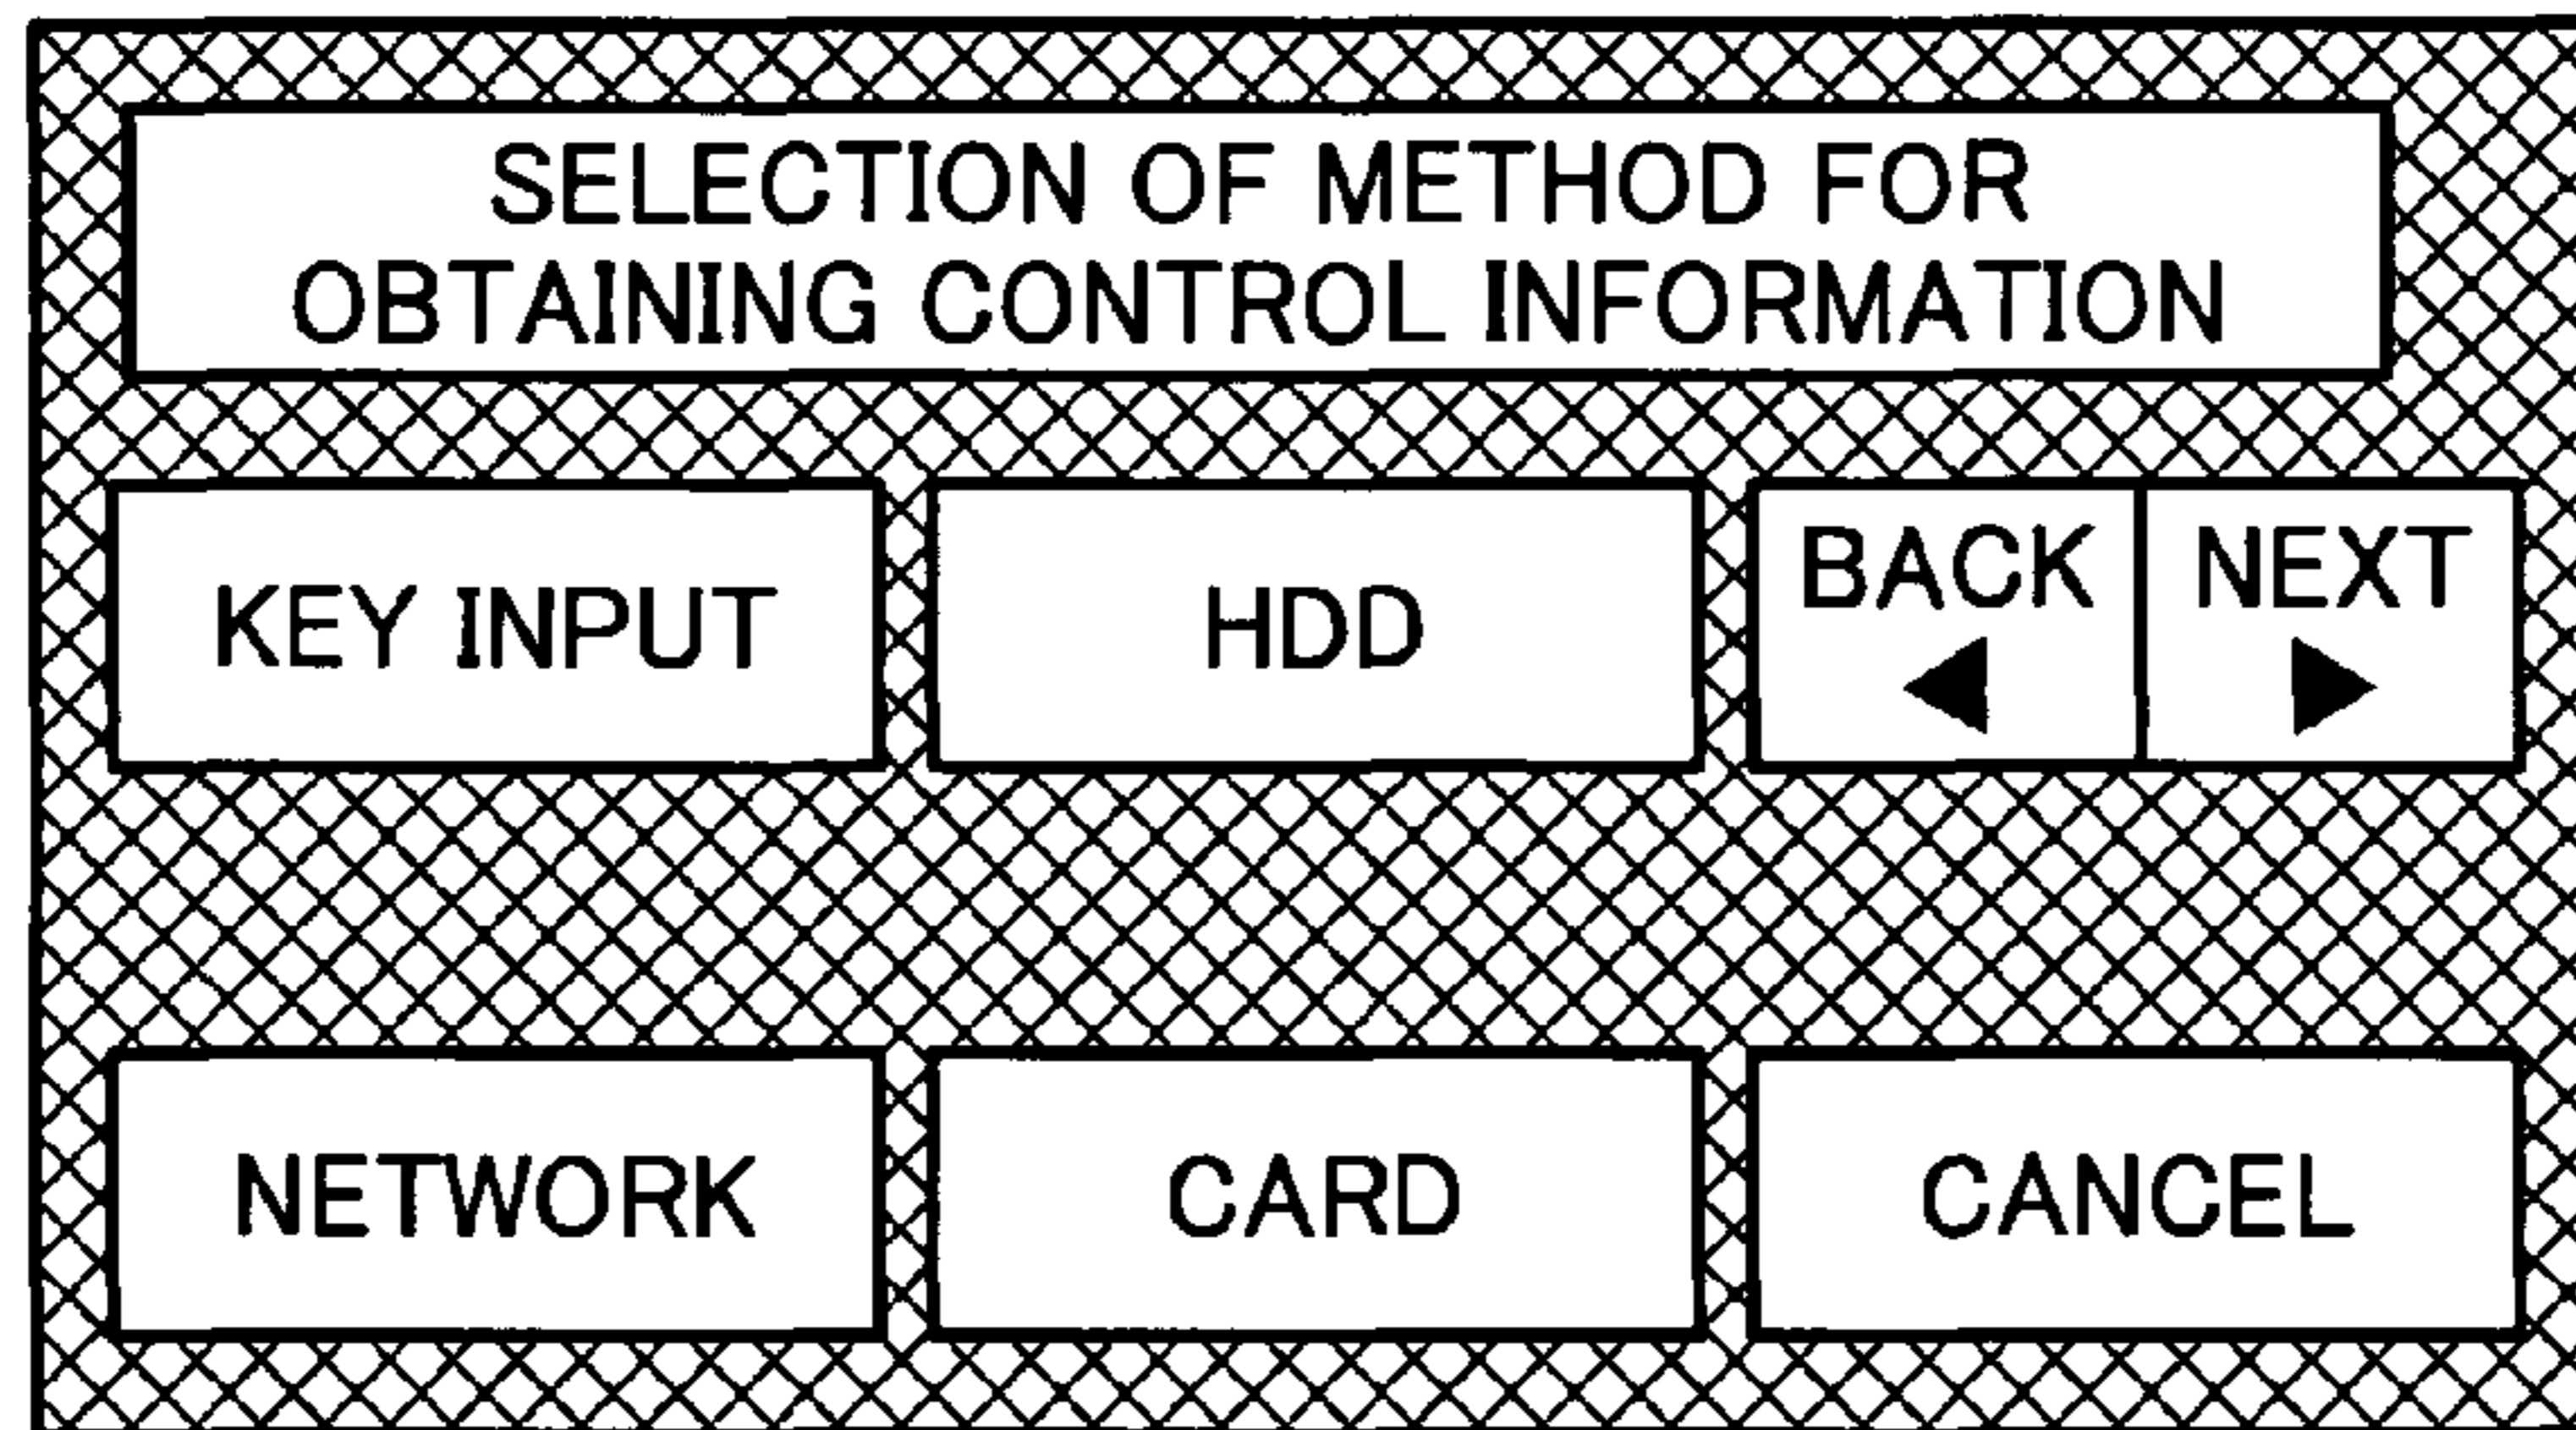 SELECTION OF METHOD FOR
OBTAINING CONTROL INFORMATION
KEY INPUT
HDD
BACK
NEXT
NETWORK
CARD
CANCEL